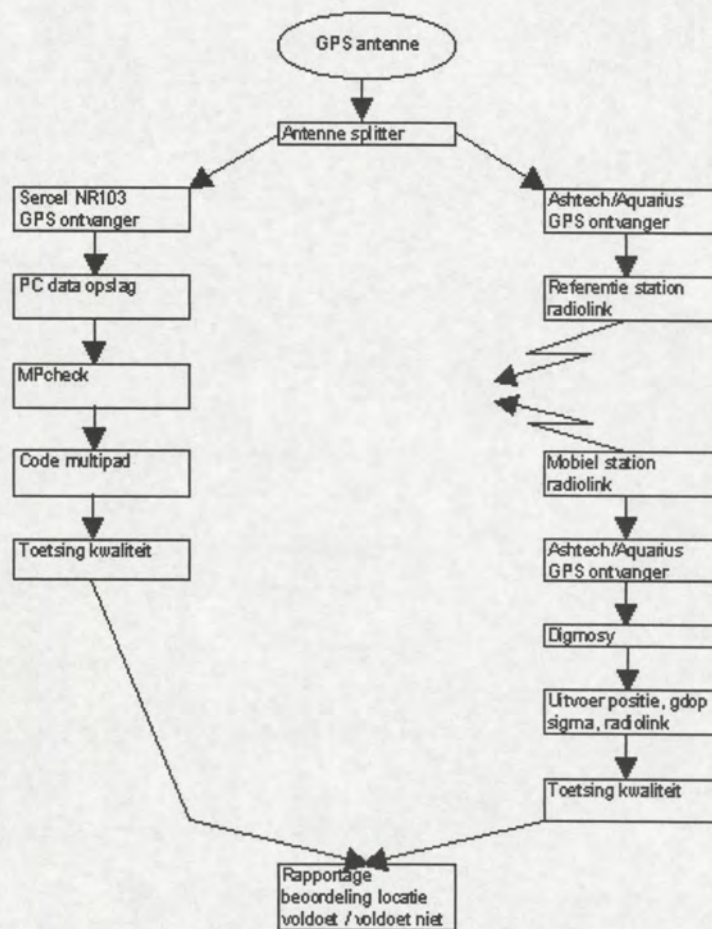 GPS antenne
Antenne splitter
Sercel NR103
GPS ontvanger
PC data opslag
MPcheck
Code multipad
Toetsing kwaliteit
Ashtech/Aquarius
GPS ontvanger
Referentie station
radiolink
Mobiel station
radiolink
Ashtech/Aquarius
GPS ontvanger
Digmosy
Uitvoer positie, gdop
sigma, radiolink
Toetsing kwaliteit
Rapportage
beoordeling locatie
voldoet / voldoet niet